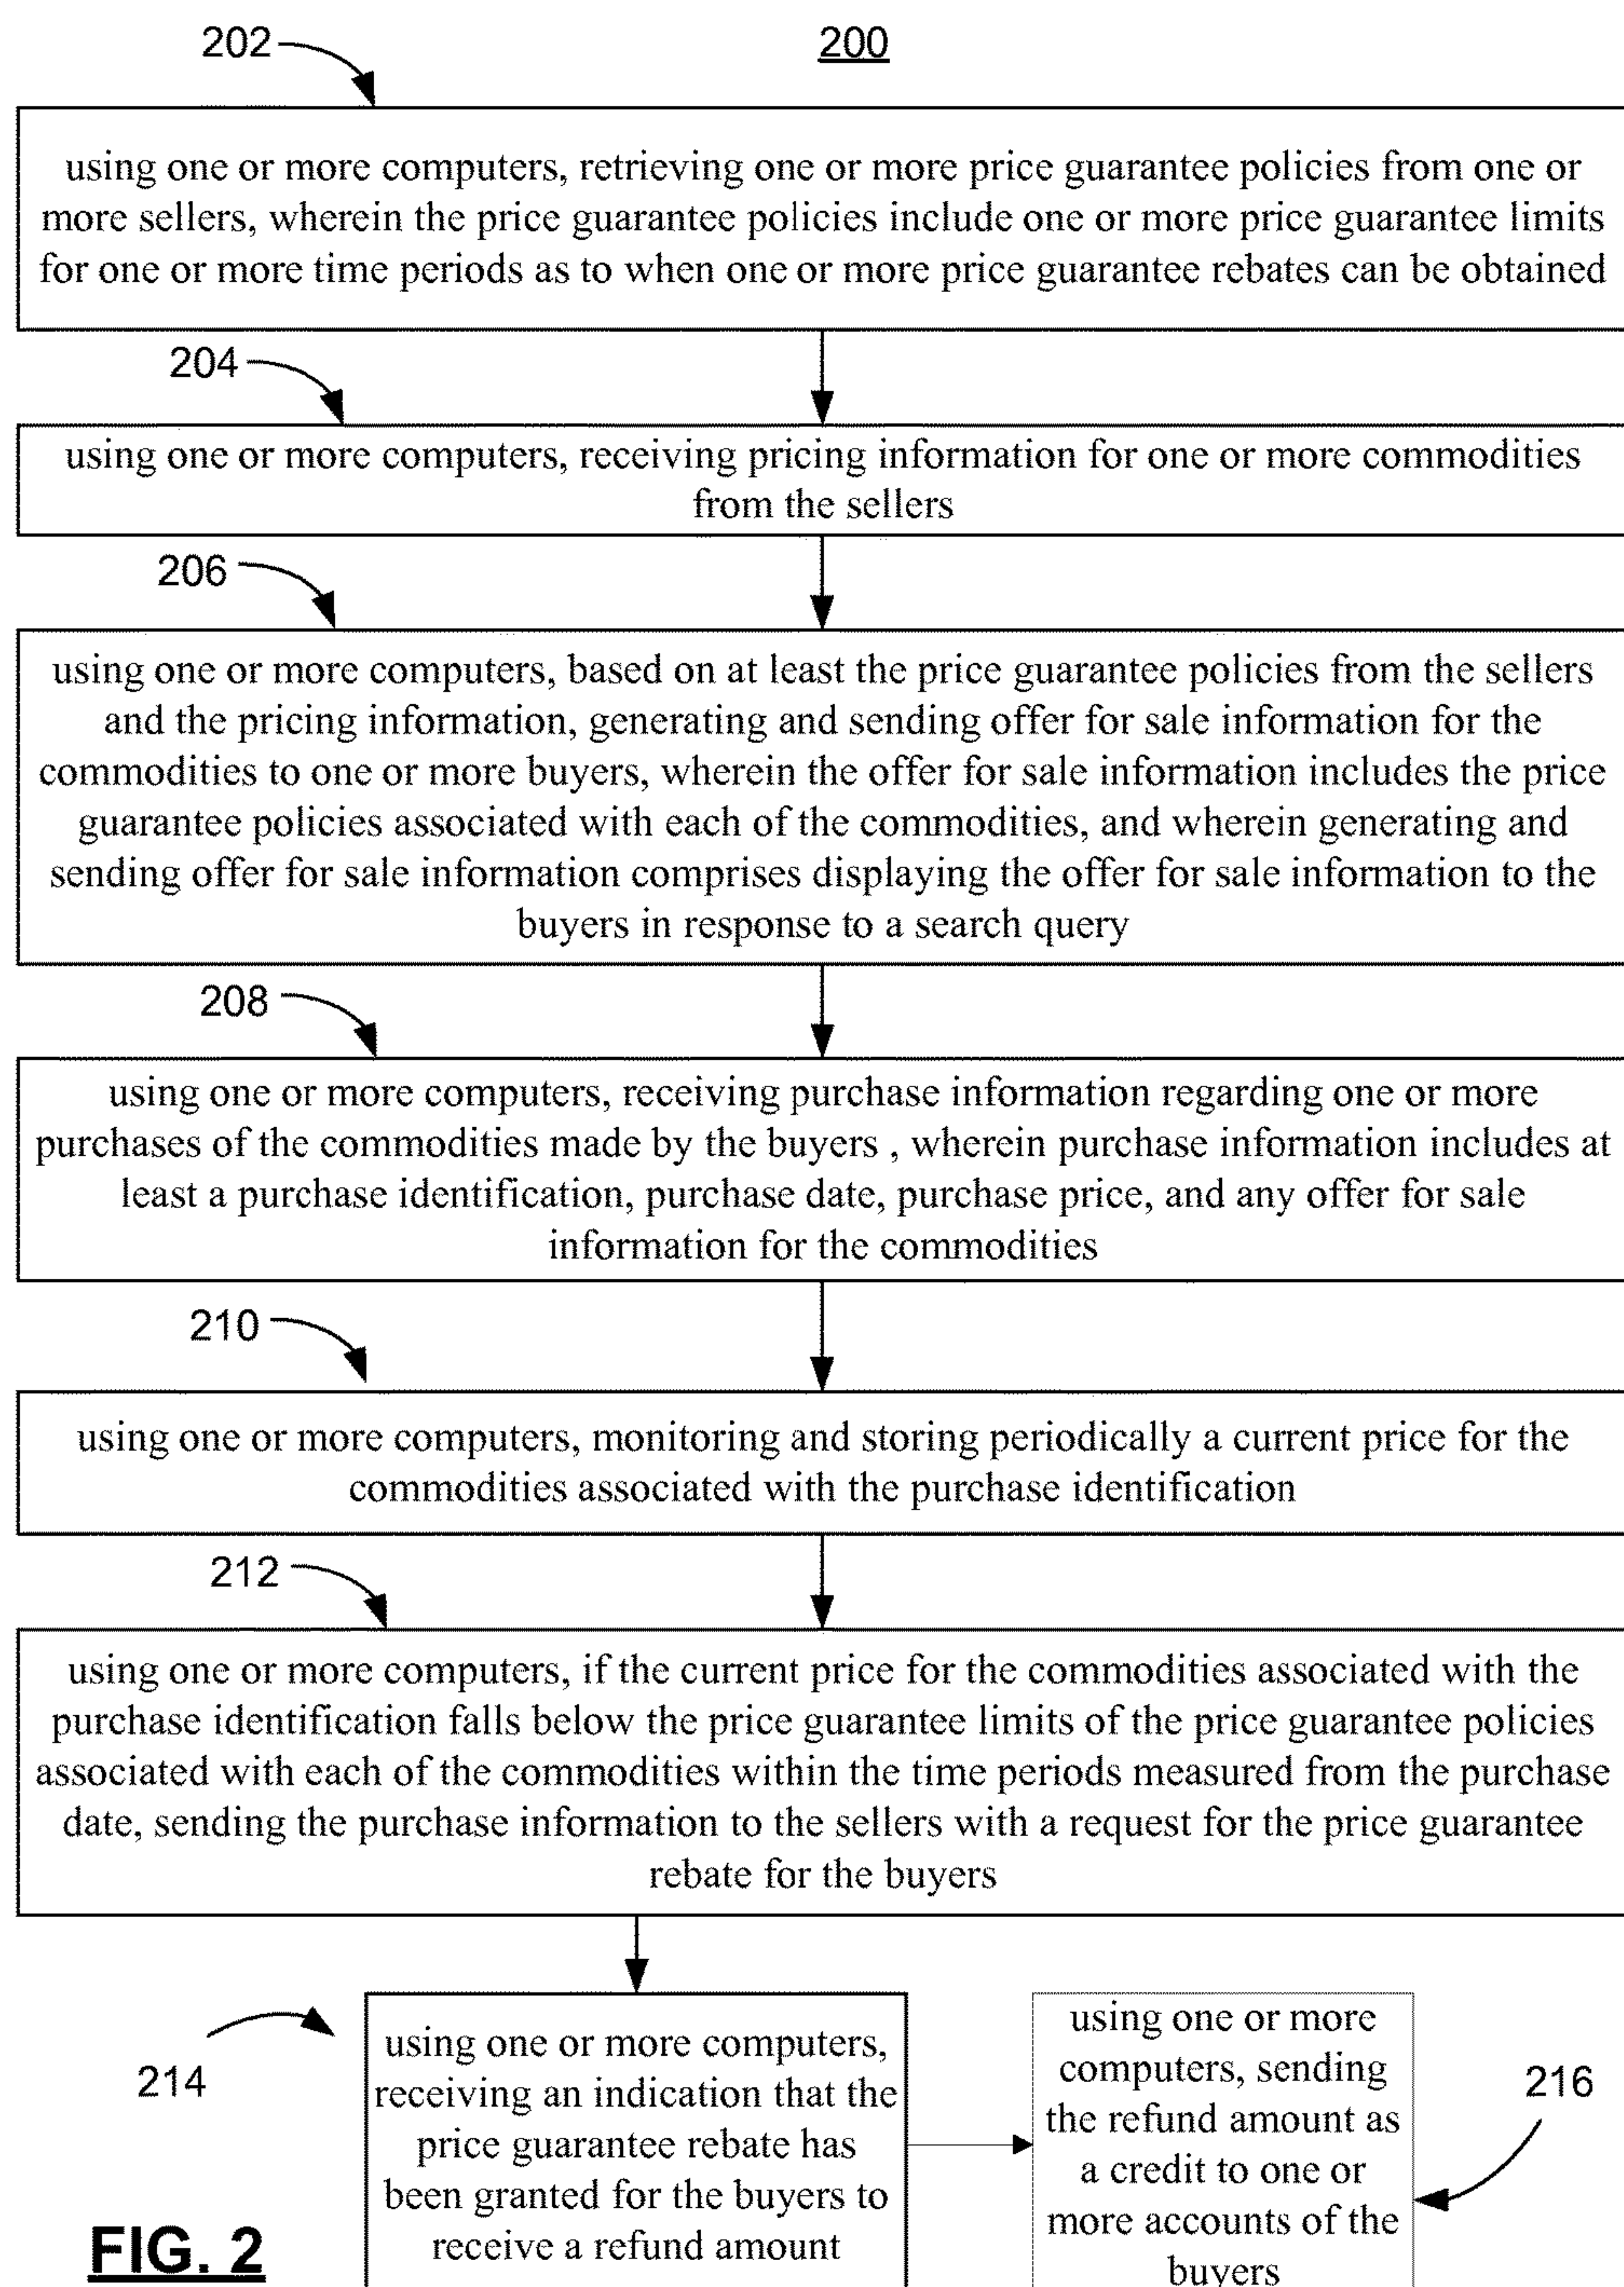 200
202
using one or more computers, retrieving one or more price guarantee policies from one or
more sellers, wherein the price guarantee policies include one or more price guarantee limits
for one or more time periods as to when one or more price guarantee rebates can be obtained
204
using one or more computers, receiving pricing information for one or more commodities
from the sellers
206
using one or more computers, based on at least the price guarantee policies from the sellers
and the pricing information, generating and sending offer for sale information for the
commodities to one or more buyers, wherein the offer for sale information includes the price
guarantee policies associated with each of the commodities, and wherein generating and
sending offer for sale information comprises displaying the offer for sale information to the
buyers in response to a search query
208
using one or more computers, receiving purchase information regarding one or more
purchases of the commodities made by the buyers , wherein purchase information includes at
least a purchase identification, purchase date, purchase price, and any offer for sale
information for the commodities
210
using one or more computers, monitoring and storing periodically a current price for the
commodities associated with the purchase identification
212
using one or more computers, if the current price for the commodities associated with the
purchase identification falls below the price guarantee limits of the price guarantee policies
associated with each of the commodities within the time periods measured from the purchase
date, sending the purchase information to the sellers with a request for the price guarantee
rebate for the buyers
214
using one or more computers,
receiving an indication that the
price guarantee rebate has
been granted for the buyers to
receive a refund amount
using one or more
computers, sending
the refund amount as
a credit to one or
more accounts of the
buyers
216
FIG. 2